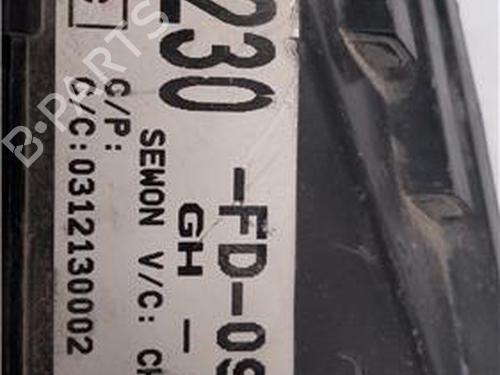 230
-FD-09
GH -
SEWON V/C: CH
G/P:
G/C:0312130002
B-PARTS